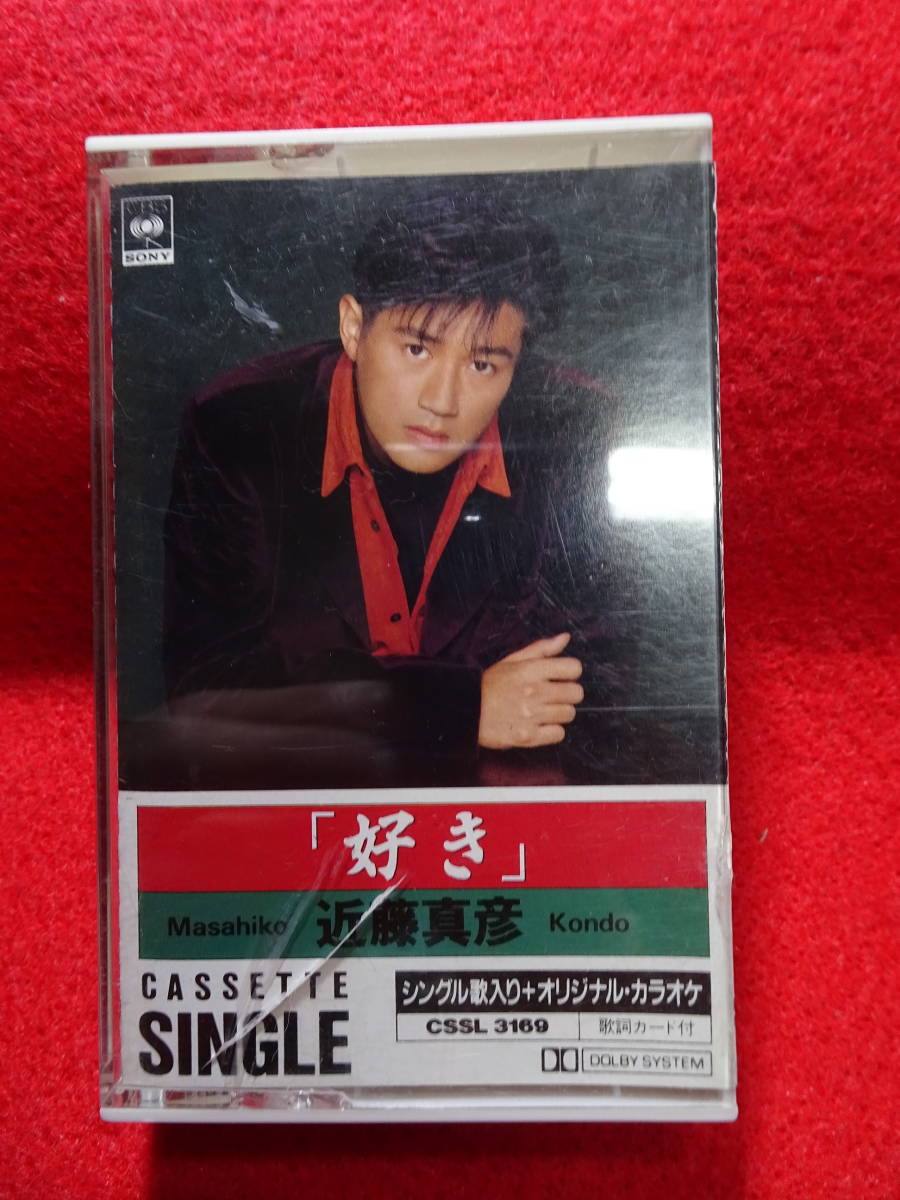 CBS
SONY
「好き」
Masahiko 近藤真彦 Kondo
CASSETTE
SINGLE
シングル歌入り+オリジナル・カラオケ
CSSL 3169 歌詞カード付
DOLBY SYSTEM